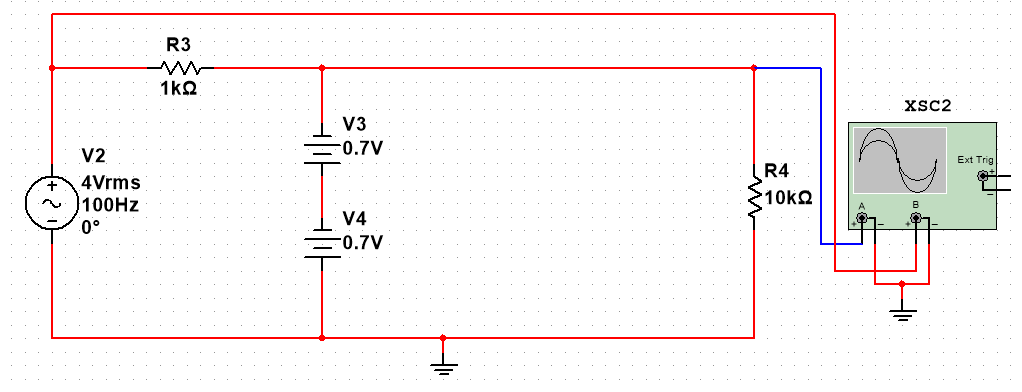 R3
1kΩ
V3
0.7V
V2
4Vrms
100Hz
0°
V4
0.7V
R4
10kΩ
XSC2
Ext Trig
+
−
A
B
+
−
+
−
+
−